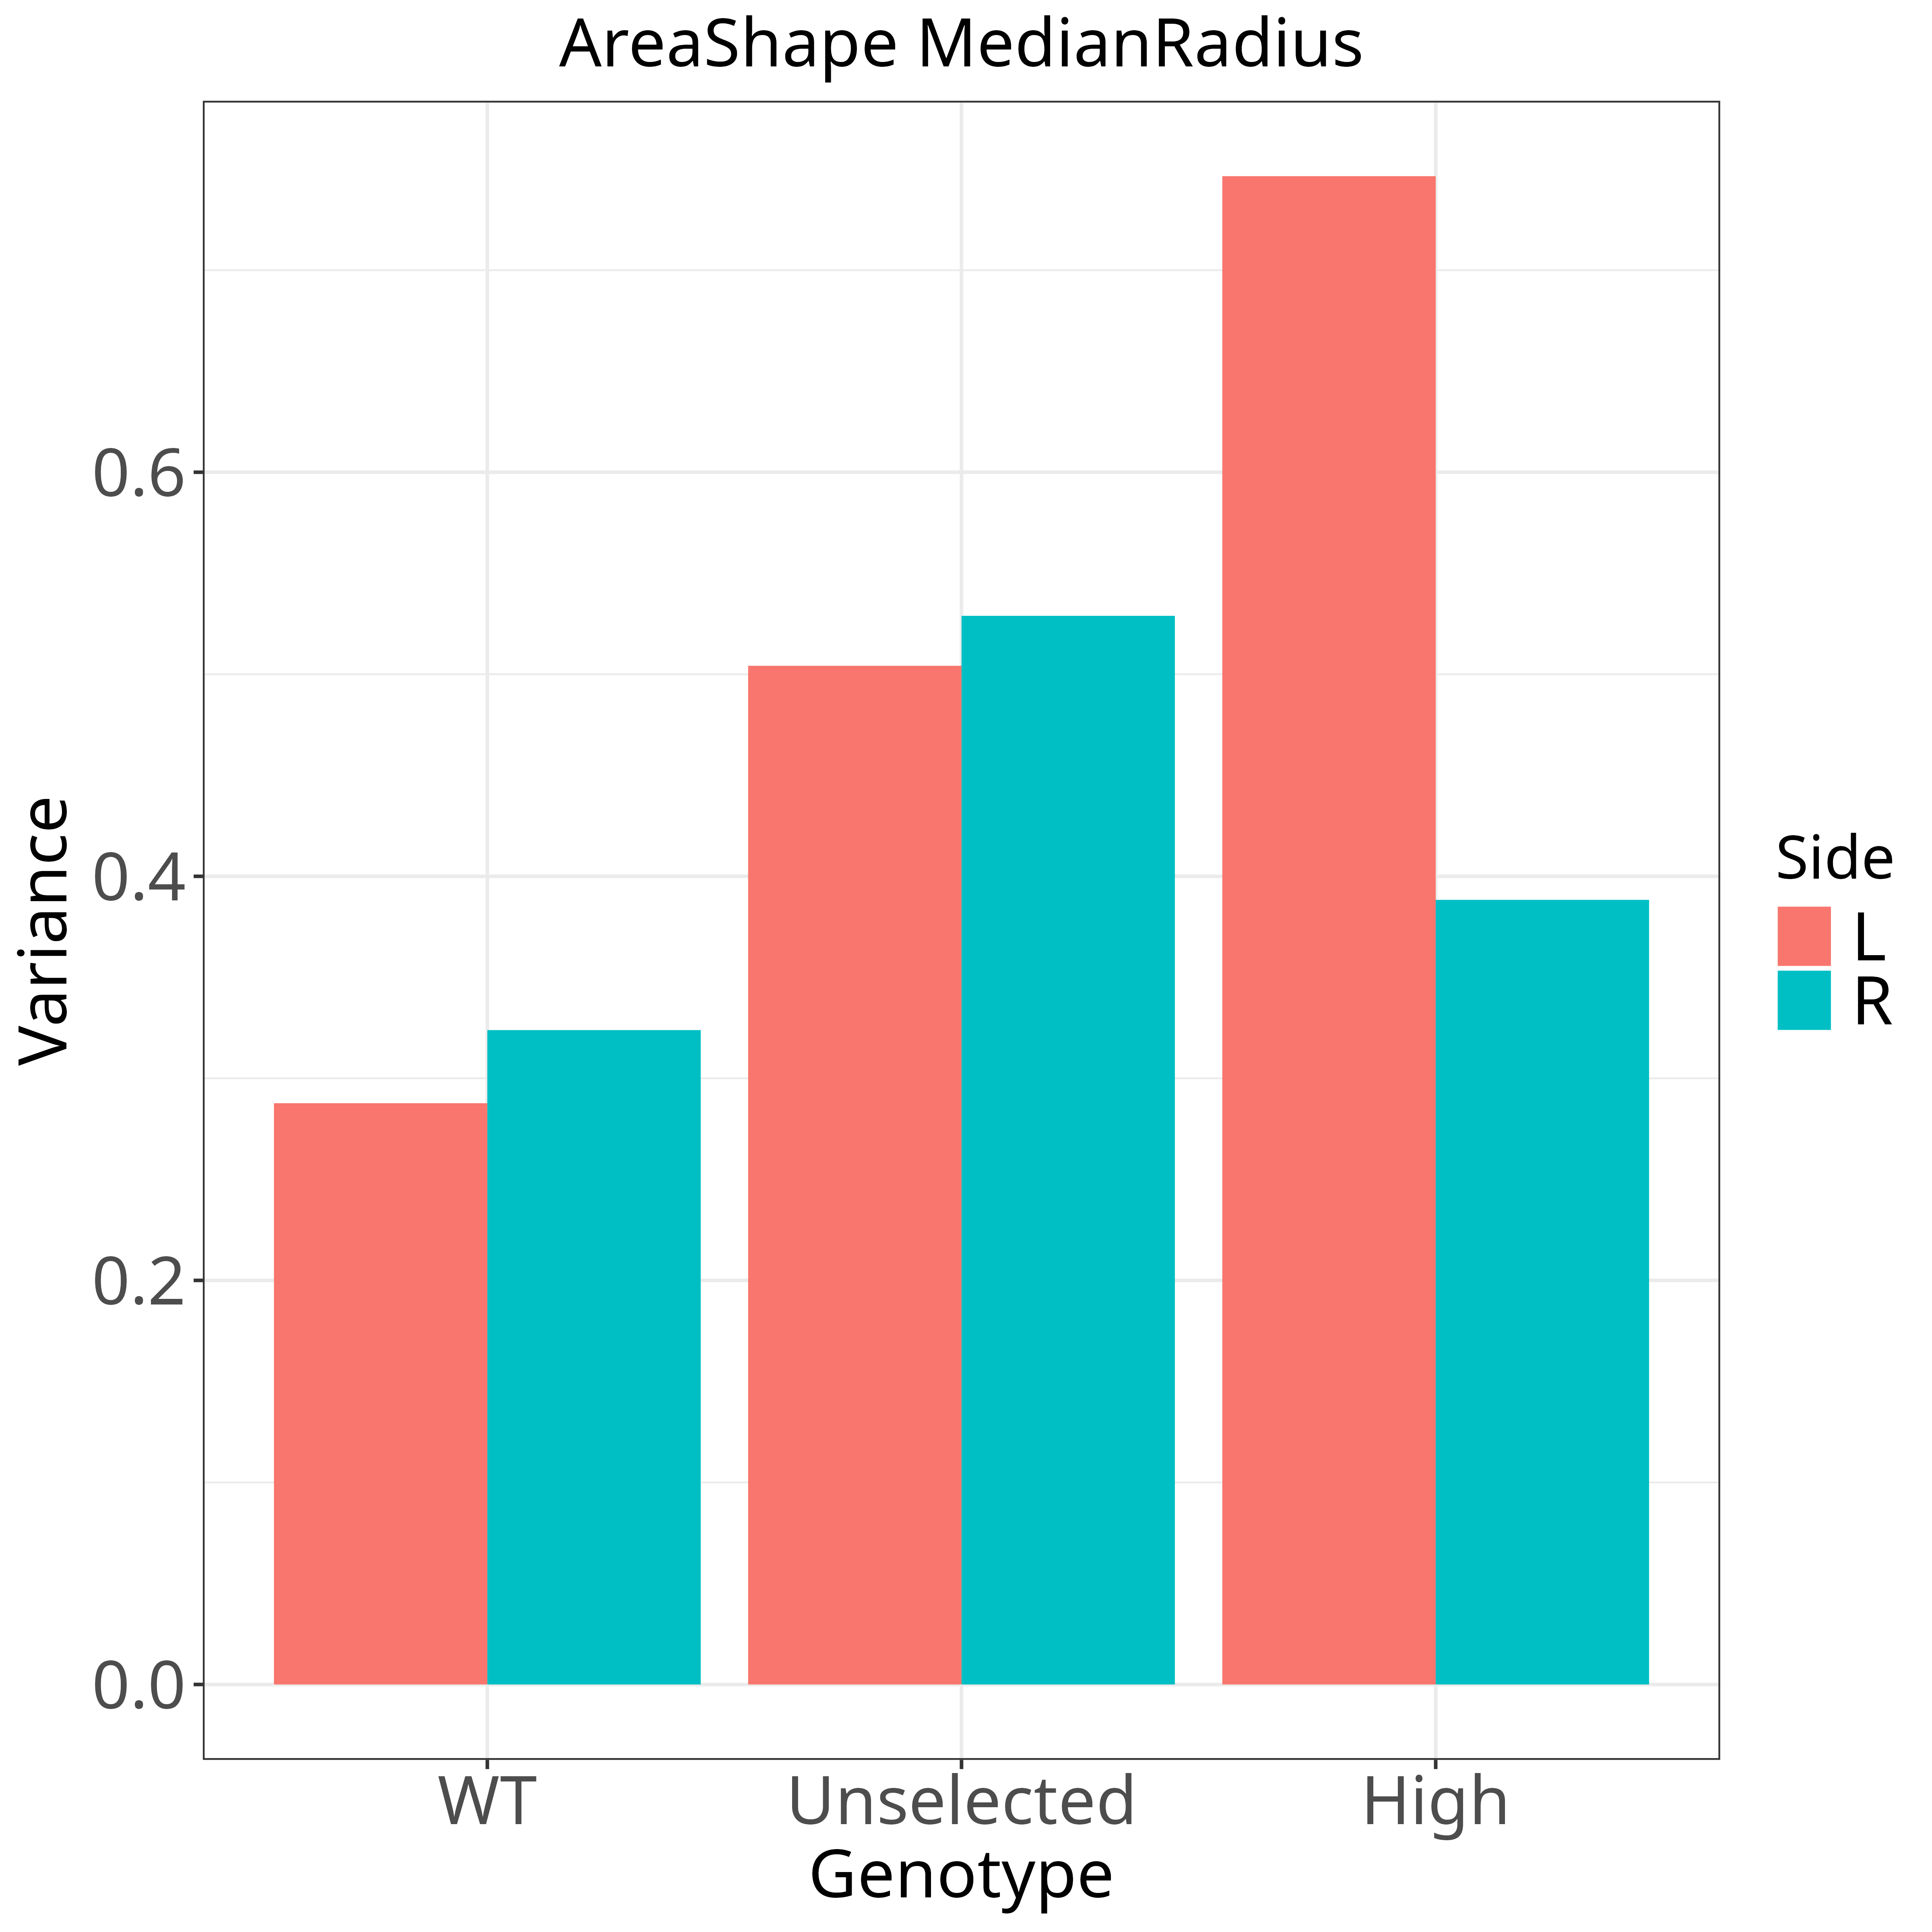 AreaShape MedianRadius
Variance
0.6
0.4
0.2
0.0
WT Unselected High
Genotype
Side
L
R